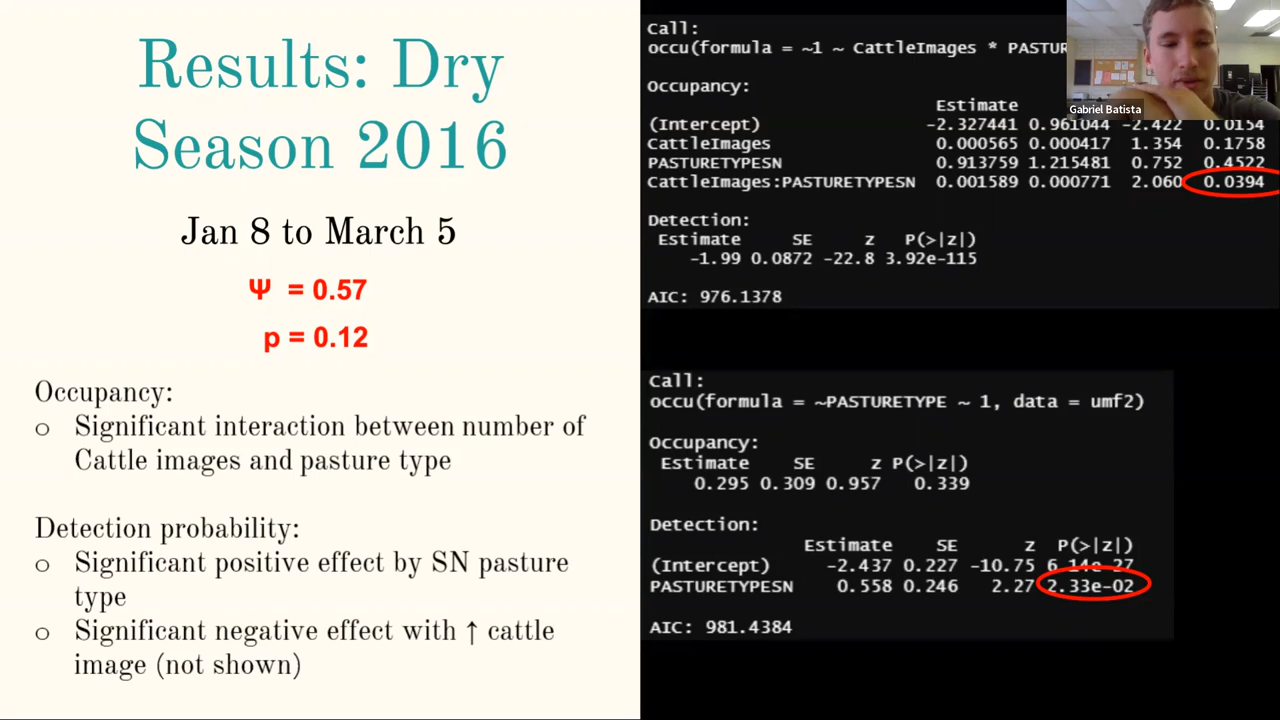 Results: Dry
Season 2016
Jan 8 to March 5
Ψ = 0.57
p = 0.12
Occupancy:
o Significant interaction between number of
Cattle images and pasture type
Detection probability:
o Significant positive effect by SN pasture
type
o Significant negative effect with ↑ cattle
image (not shown)
Call:
occu(formula = ~1 ~ CattleImages * PASTURE
Gabriel Batista
Occupancy:
Estimate
(Intercept) -2.327441 0.961044 -2.422 0.0154
CattleImages 0.000565 0.000417 1.354 0.1758
PASTURETYPESN 0.913759 1.215481 0.752 0.4522
CattleImages:PASTURETYPESN 0.001589 0.000771 2.060 0.0394
Detection:
Estimate SE z P(>|z|)
-1.99 0.0872 -22.8 3.92e-115
AIC: 976.1378
Call:
occu(formula = ~PASTURETYPE ~ 1, data = umf2)
Occupancy:
Estimate SE z P(>|z|)
0.295 0.309 0.957 0.339
Detection:
Estimate SE z P(>|z|)
(Intercept) -2.437 0.227 -10.75 6.14e-27
PASTURETYPESN 0.558 0.246 2.27 2.33e-02
AIC: 981.4384